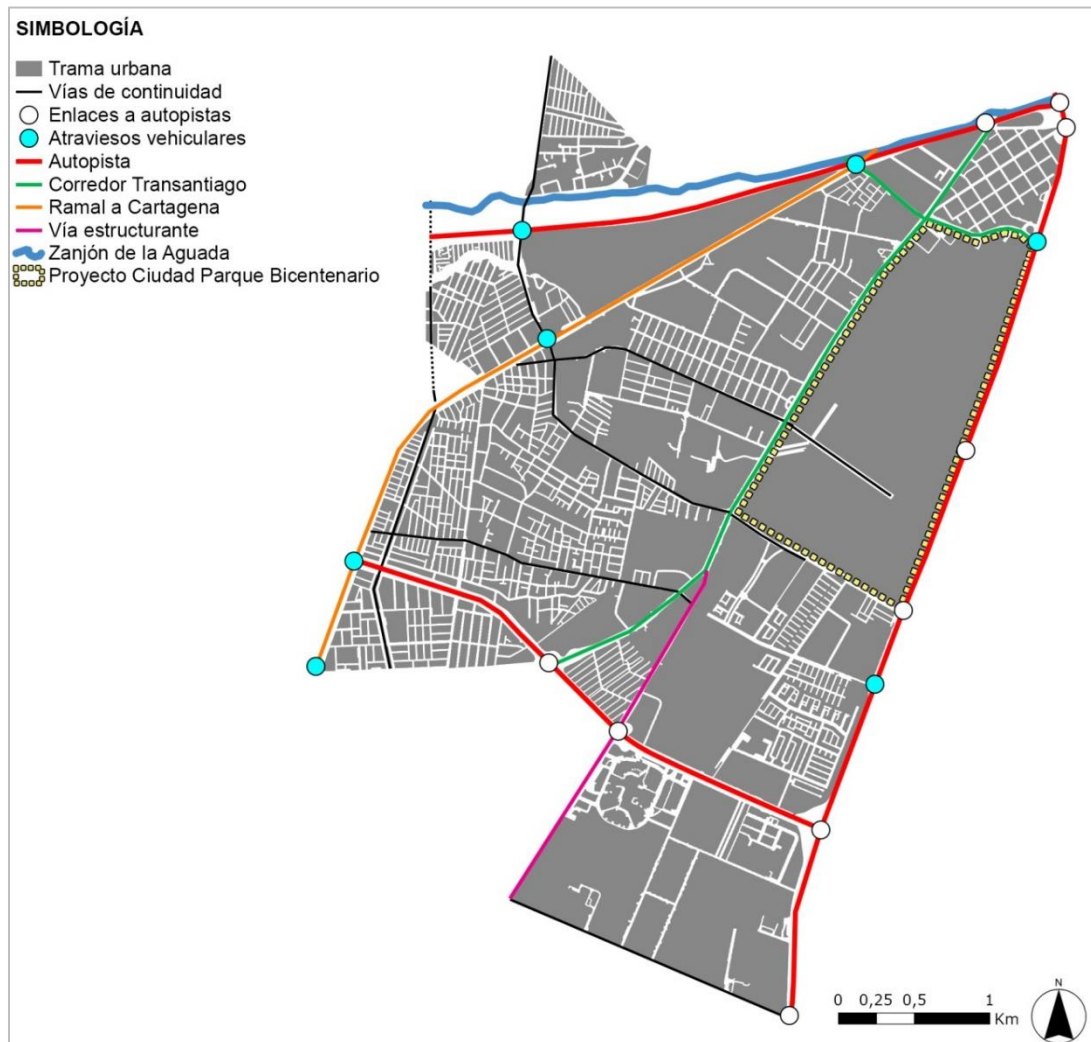 SIMBOLOGÍA
Trama urbana
Vías de continuidad
Enlaces a autopistas
Atraviesos vehiculares
Autopista
Corredor Transantiago
Ramal a Cartagena
Vía estructurante
Zanjón de la Aguada
Proyecto Ciudad Parque Bicentenario
0 0,25 0,5 1
Km
N